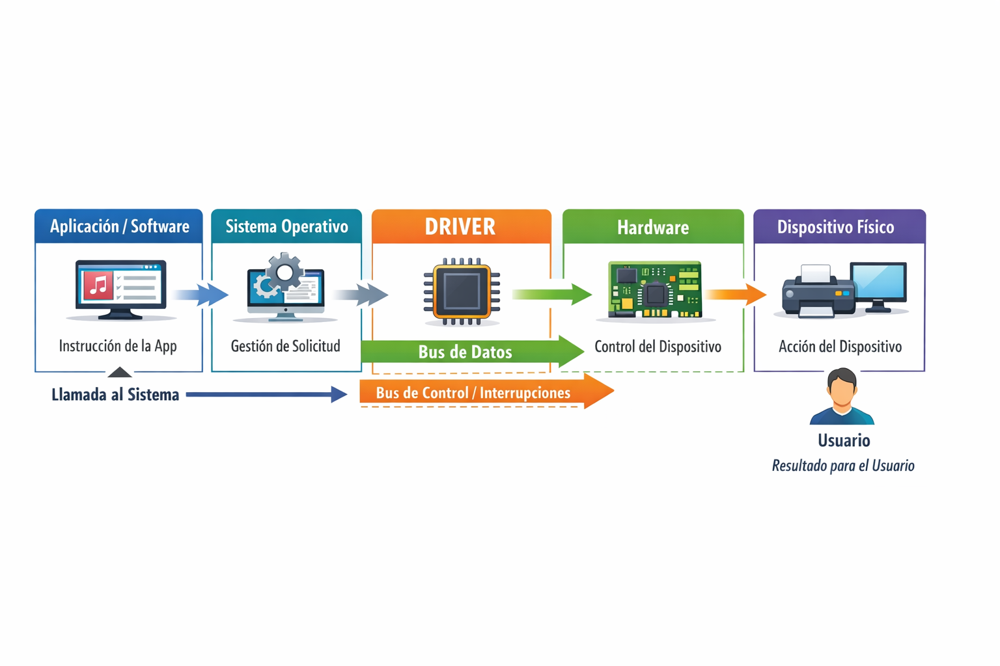 Aplicación / Software
Sistema Operativo
DRIVER
Hardware
Dispositivo Físico
Instrucción de la App
Gestión de Solicitud
Bus de Datos
Control del Dispositivo
Acción del Dispositivo
Llamada al Sistema
Bus de Control / Interrupciones
Usuario
Resultado para el Usuario